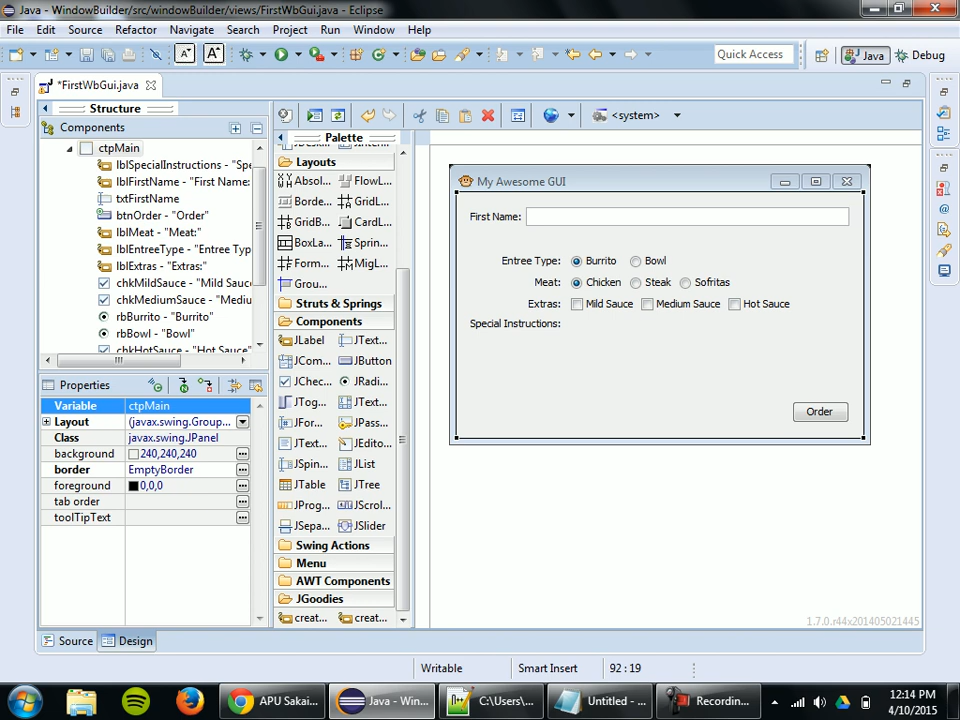 Java - WindowBuilder/src/windowBuilder/views/FirstWbGui.java - Eclipse
File Edit Source Refactor Navigate Search Project Run Window Help
Quick Access
Java
Debug
*FirstWbGui.java
Structure
Components
ctpMain
lblSpecialInstructions - "Spe
lblFirstName - "First Name:
txtFirstName
btnOrder - "Order"
lblMeat - "Meat:"
lblEntreeType - "Entree Typ
lblExtras - "Extras:"
chkMildSauce - "Mild Sauc
chkMediumSauce - "Mediu
rbBurrito - "Burrito"
rbBowl - "Bowl"
chkHotSauce - "Hot Sauce"
Properties
Variable ctpMain
Layout (javax.swing.Group...
Class javax.swing.JPanel
background 240,240,240
border EmptyBorder
foreground 0,0,0
tab order
toolTipText
Source Design
<system>
Palette
Layouts
Absol... FlowL...
Borde... GridL...
GridB... CardL...
BoxLa... Sprin...
Form... MigL...
Grou...
Struts & Springs
Components
JLabel JText...
JCom... JButton
JChec... JRadi...
JTog... JText...
JFor... JPass...
JText... JEdito...
JSpin... JList
JTable JTree
JProg... JScrol...
JSepa... JSlider
Swing Actions
Menu
AWT Components
JGoodies
creat... creat...
My Awesome GUI
First Name:
Entree Type: Burrito Bowl
Meat: Chicken Steak Sofritas
Extras: Mild Sauce Medium Sauce Hot Sauce
Special Instructions:
Order
1.7.0.r44x201405021445
Writable Smart Insert 92 : 19
APU Sakai...
Java - Win...
C:\Users\...
Untitled - ...
Recordin...
12:14 PM
4/10/2015